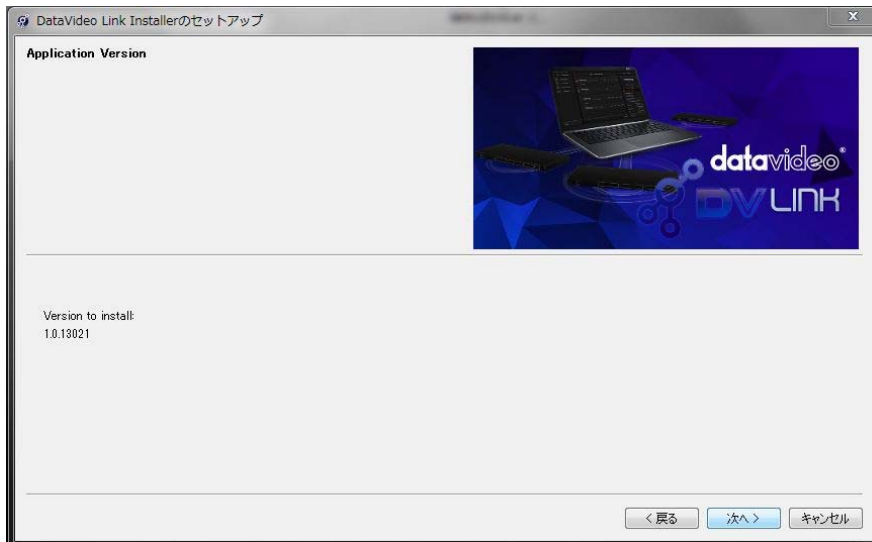 DataVideo Link Installerのセットアップ
Application Version
datavideo®
DV LINK
Version to install:
1.0.13021
< 戻る
次へ >
キャンセル